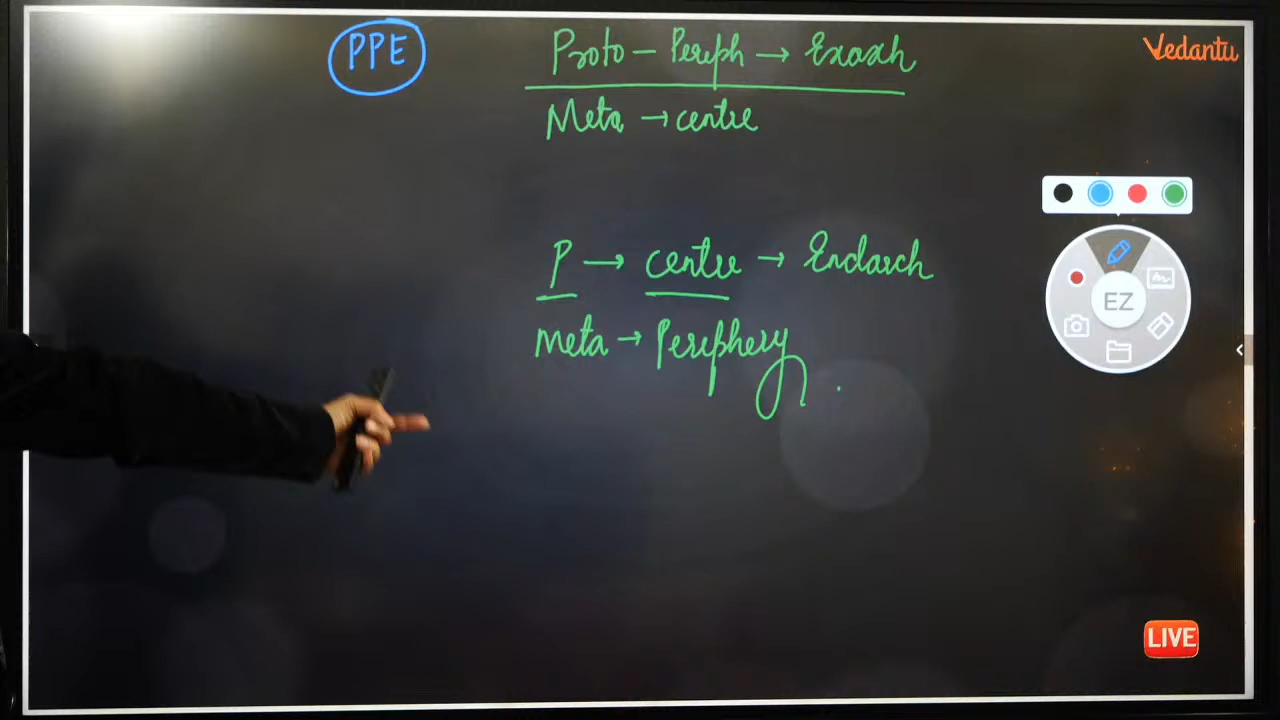 PPE
Proto - Periph → Exarch
Meta → centre
P → centre → Endarch
meta → Periphery
Vedantu
EZ
LIVE